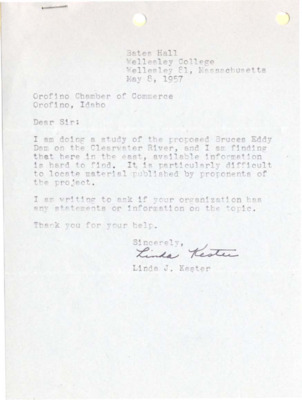 Bates Hall
Wellesley College
Wellesley 81, Massachusetts
May 8, 1957
Orofino Chamber of Commerce
Orofino, Idaho
Dear Sir:
I am doing a study of the proposed Bruces Eddy
Dam on the Clearwater River, and I am finding
that here in the east, available information
is hard to find. It is particularly difficult
to locate material published by proponents of
the project.
I am writing to ask if your organization has
any statements or information on the topic.
Thank you for your help.
Sincerely,
Linda Kester
Linda J. Kester